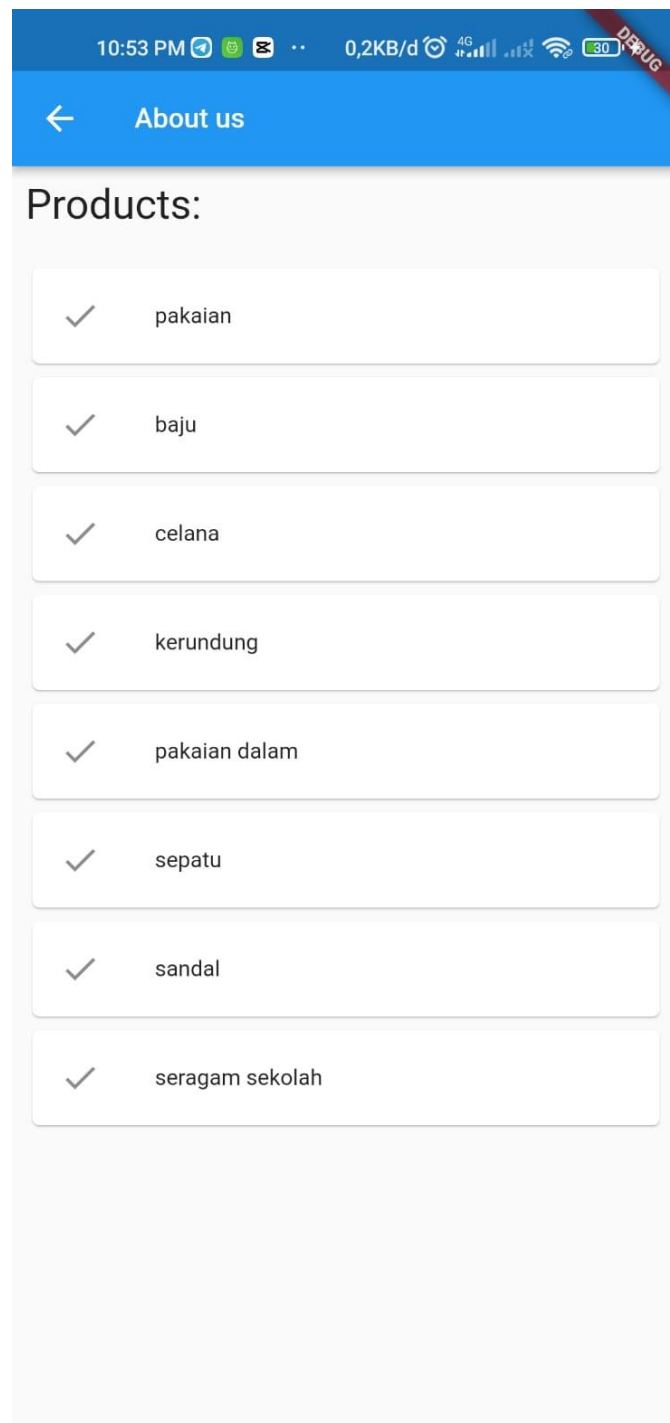 10:53 PM 0,2KB/d 4G 30
DEBUG
About us
Products:
pakaian
baju
celana
kerundung
pakaian dalam
sepatu
sandal
seragam sekolah